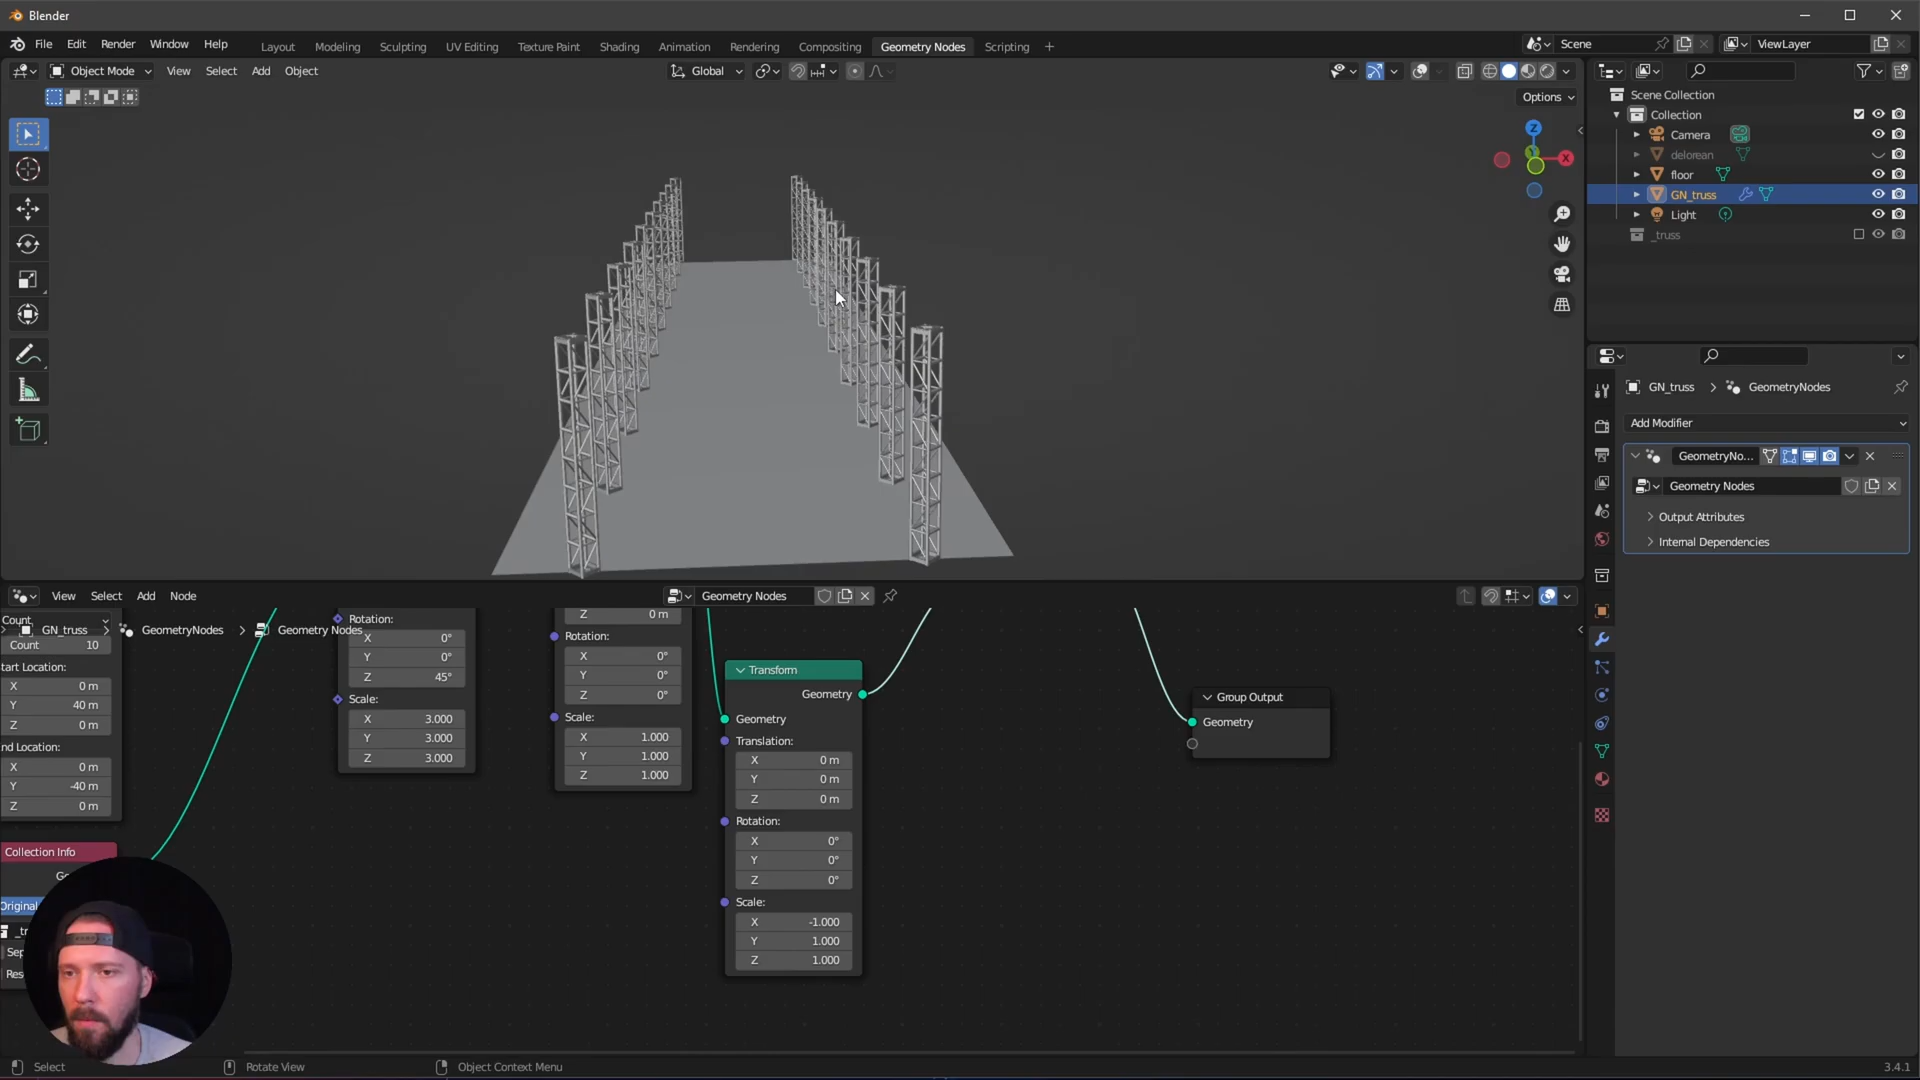 Blender
File Edit Render Window Help
Layout Modeling Sculpting UV Editing Texture Paint Shading Animation Rendering Compositing Geometry Nodes Scripting +
Scene
ViewLayer
Object Mode View Select Add Object
Global
Options
Z
X
Scene Collection
Collection
Camera
delorean
floor
GN_truss
Light
_truss
GN_truss > GeometryNodes
Add Modifier
GeometryNo...
Geometry Nodes
Output Attributes
Internal Dependencies
View Select Add Node
Geometry Nodes
GN_truss > GeometryNodes > Geometry Nodes
Count
Count 10
tart Location:
X 0 m
Y 40 m
Z 0 m
nd Location:
X 0 m
Y -40 m
Z 0 m
Collection Info
Original
Rotation:
X 0°
Y 0°
Z 45°
Scale:
X 3.000
Y 3.000
Z 3.000
Z 0 m
Rotation:
X 0°
Y 0°
Z 0°
Scale:
X 1.000
Y 1.000
Z 1.000
Transform
Geometry
Geometry
Translation:
X 0 m
Y 0 m
Z 0 m
Rotation:
X 0°
Y 0°
Z 0°
Scale:
X -1.000
Y 1.000
Z 1.000
Group Output
Geometry
Select
Rotate View
Object Context Menu
3.4.1